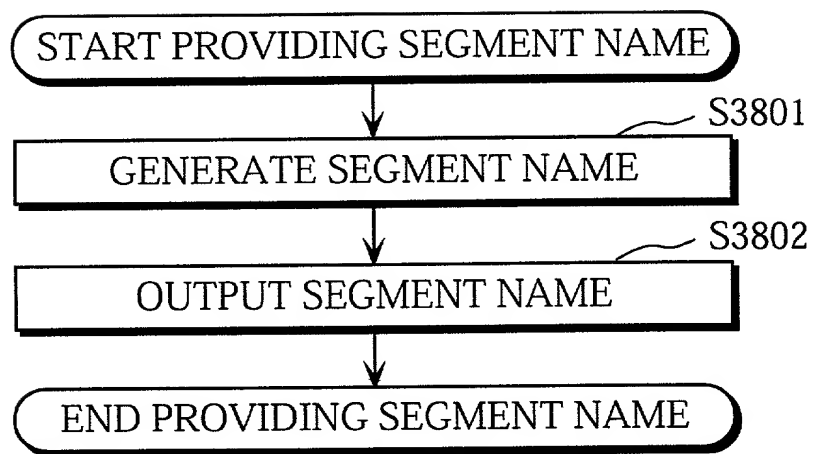 START PROVIDING SEGMENT NAME
S3801
GENERATE SEGMENT NAME
S3802
OUTPUT SEGMENT NAME
END PROVIDING SEGMENT NAME